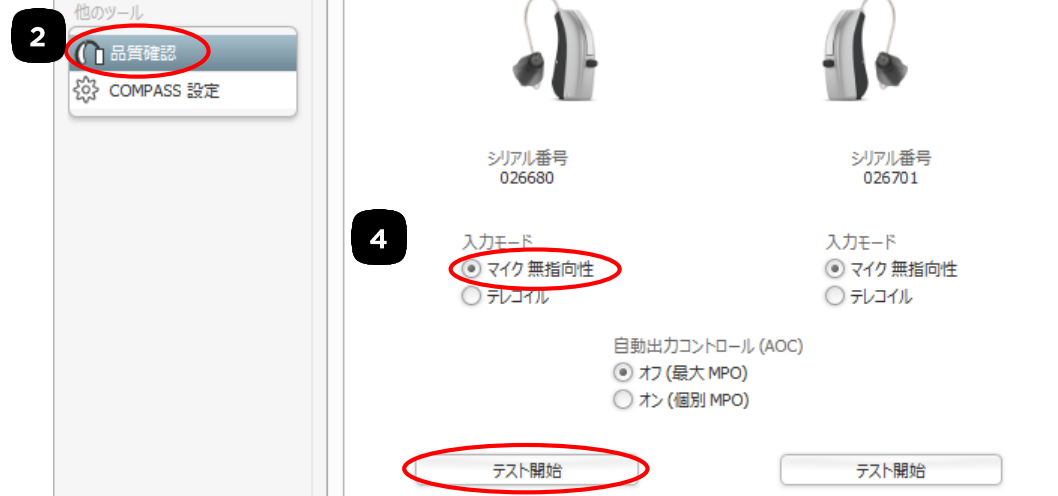 他のツール
2
品質確認
COMPASS 設定
シリアル番号
026680
シリアル番号
026701
4
入力モード
マイク 無指向性
テレコイル
入力モード
マイク 無指向性
テレコイル
自動出力コントロール (AOC)
オフ (最大 MPO)
オン (個別 MPO)
テスト開始
テスト開始